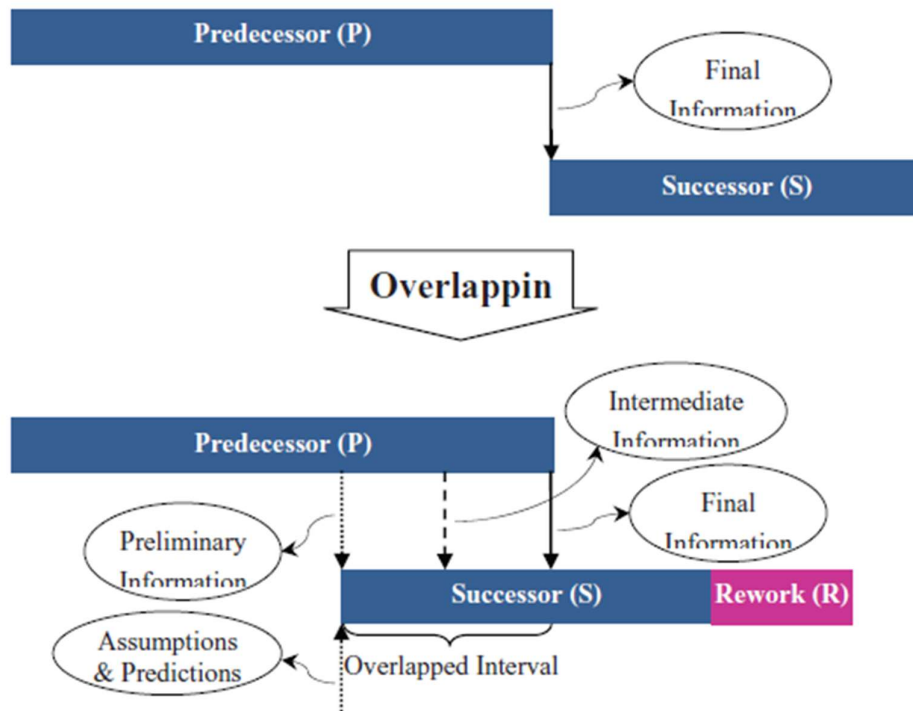 Predecessor (P)
Final
Information
Successor (S)
Overlappin
Intermediate
Information
Predecessor (P)
Final
Information
Preliminary
Information
Successor (S)
Rework (R)
Assumptions
& Predictions
Overlapped Interval